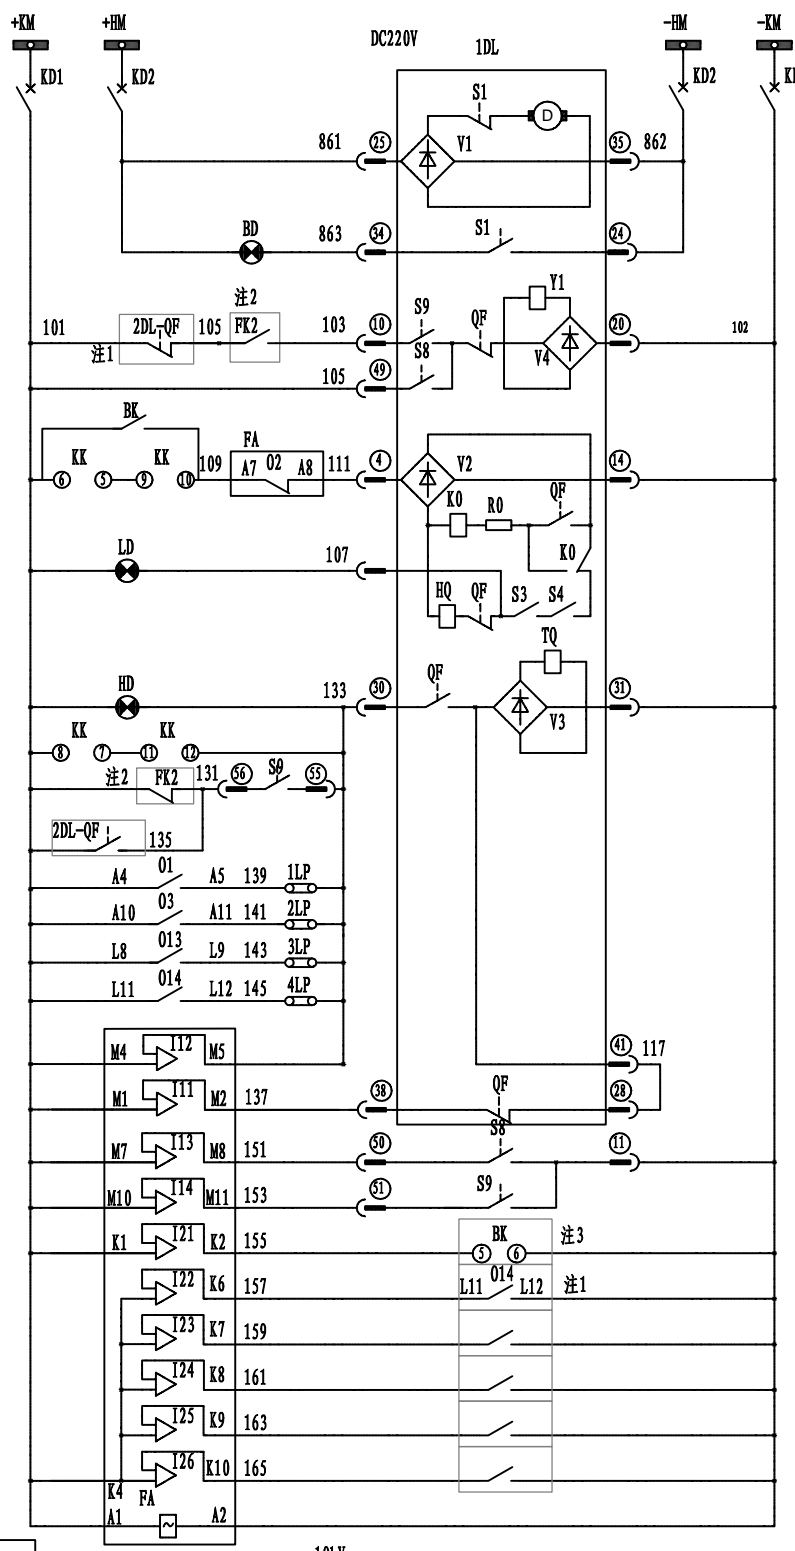 +KM +HM -HM -KM
DC220V 1DL
KD1 KD2 KD2
S1
D
861 25 V1 35 862
BD 863 34 S1 24
注2 Y1
101 2DL-QF 105 FK2 103 10 S9 QF 20 102
注1 S8 V4
105 49
BK
FA
KK KK 109 A7 02 A8 111 4 V2 14
6 5 9 10
K0 R0 QF
LD 107 K0
HQ QF S3 S4
TQ
HD 133 30 QF V3 31
KK KK
8 7 11 12
注2 FK2 131 56 S9 55
2DL-QF 135
A4 01 A5 139 1LP
A10 03 A11 141 2LP
L8 013 L9 143 3LP
L11 014 L12 145 4LP
M4 I12 M5 41 117
M1 I11 M2 137 38 QF 28
M7 I13 M8 151 50 S8 11
M10 I14 M11 153 51 S9
K1 I21 K2 155 BK 5 6 注3
I22 K6 157 L11 014 L12 注1
I23 K7 159
I24 K8 161
I25 K9 163
I26 K10 165
K4 FA
A1 ~ A2